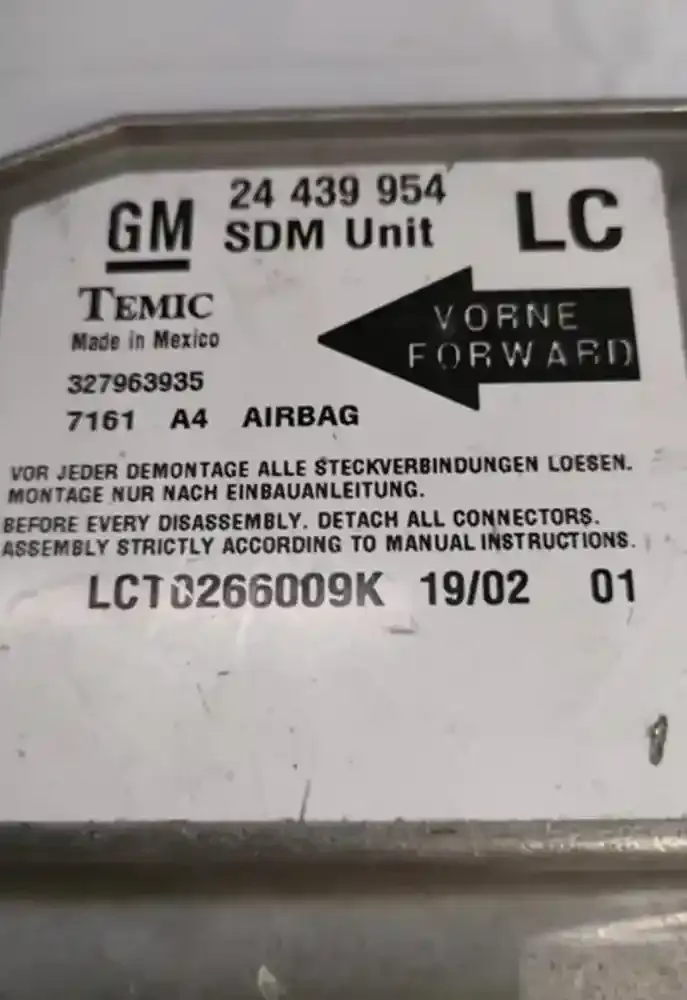 24 439 954
GM SDM Unit LC
TEMIC
Made in Mexico
VORNE
FORWARD
327963935
7161 A4 AIRBAG
VOR JEDER DEMONTAGE ALLE STECKVERBINDUNGEN LOESEN.
MONTAGE NUR NACH EINBAUANLEITUNG.
BEFORE EVERY DISASSEMBLY. DETACH ALL CONNECTORS.
ASSEMBLY STRICTLY ACCORDING TO MANUAL INSTRUCTIONS.
LCT0266009K 19/02 01